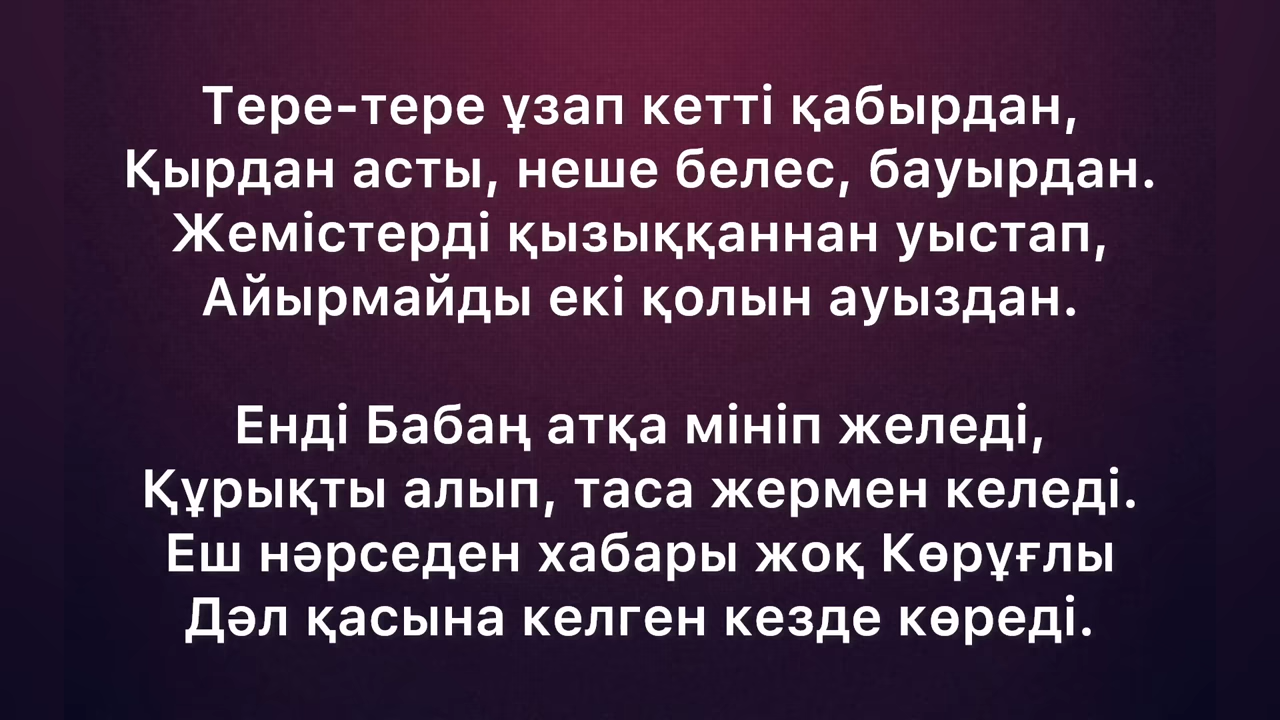 Тере-тере ұзап кетті қабырдан,
Қырдан асты, неше белес, бауырдан.
Жемістерді қызыққаннан уыстап,
Айырмайды екі қолын ауыздан.
Енді Бабаң атқа мініп желеді,
Құрықты алып, таса жермен келеді.
Еш нәрседен хабары жоқ Көрұғлы
Дәл қасына келген кезде көреді.